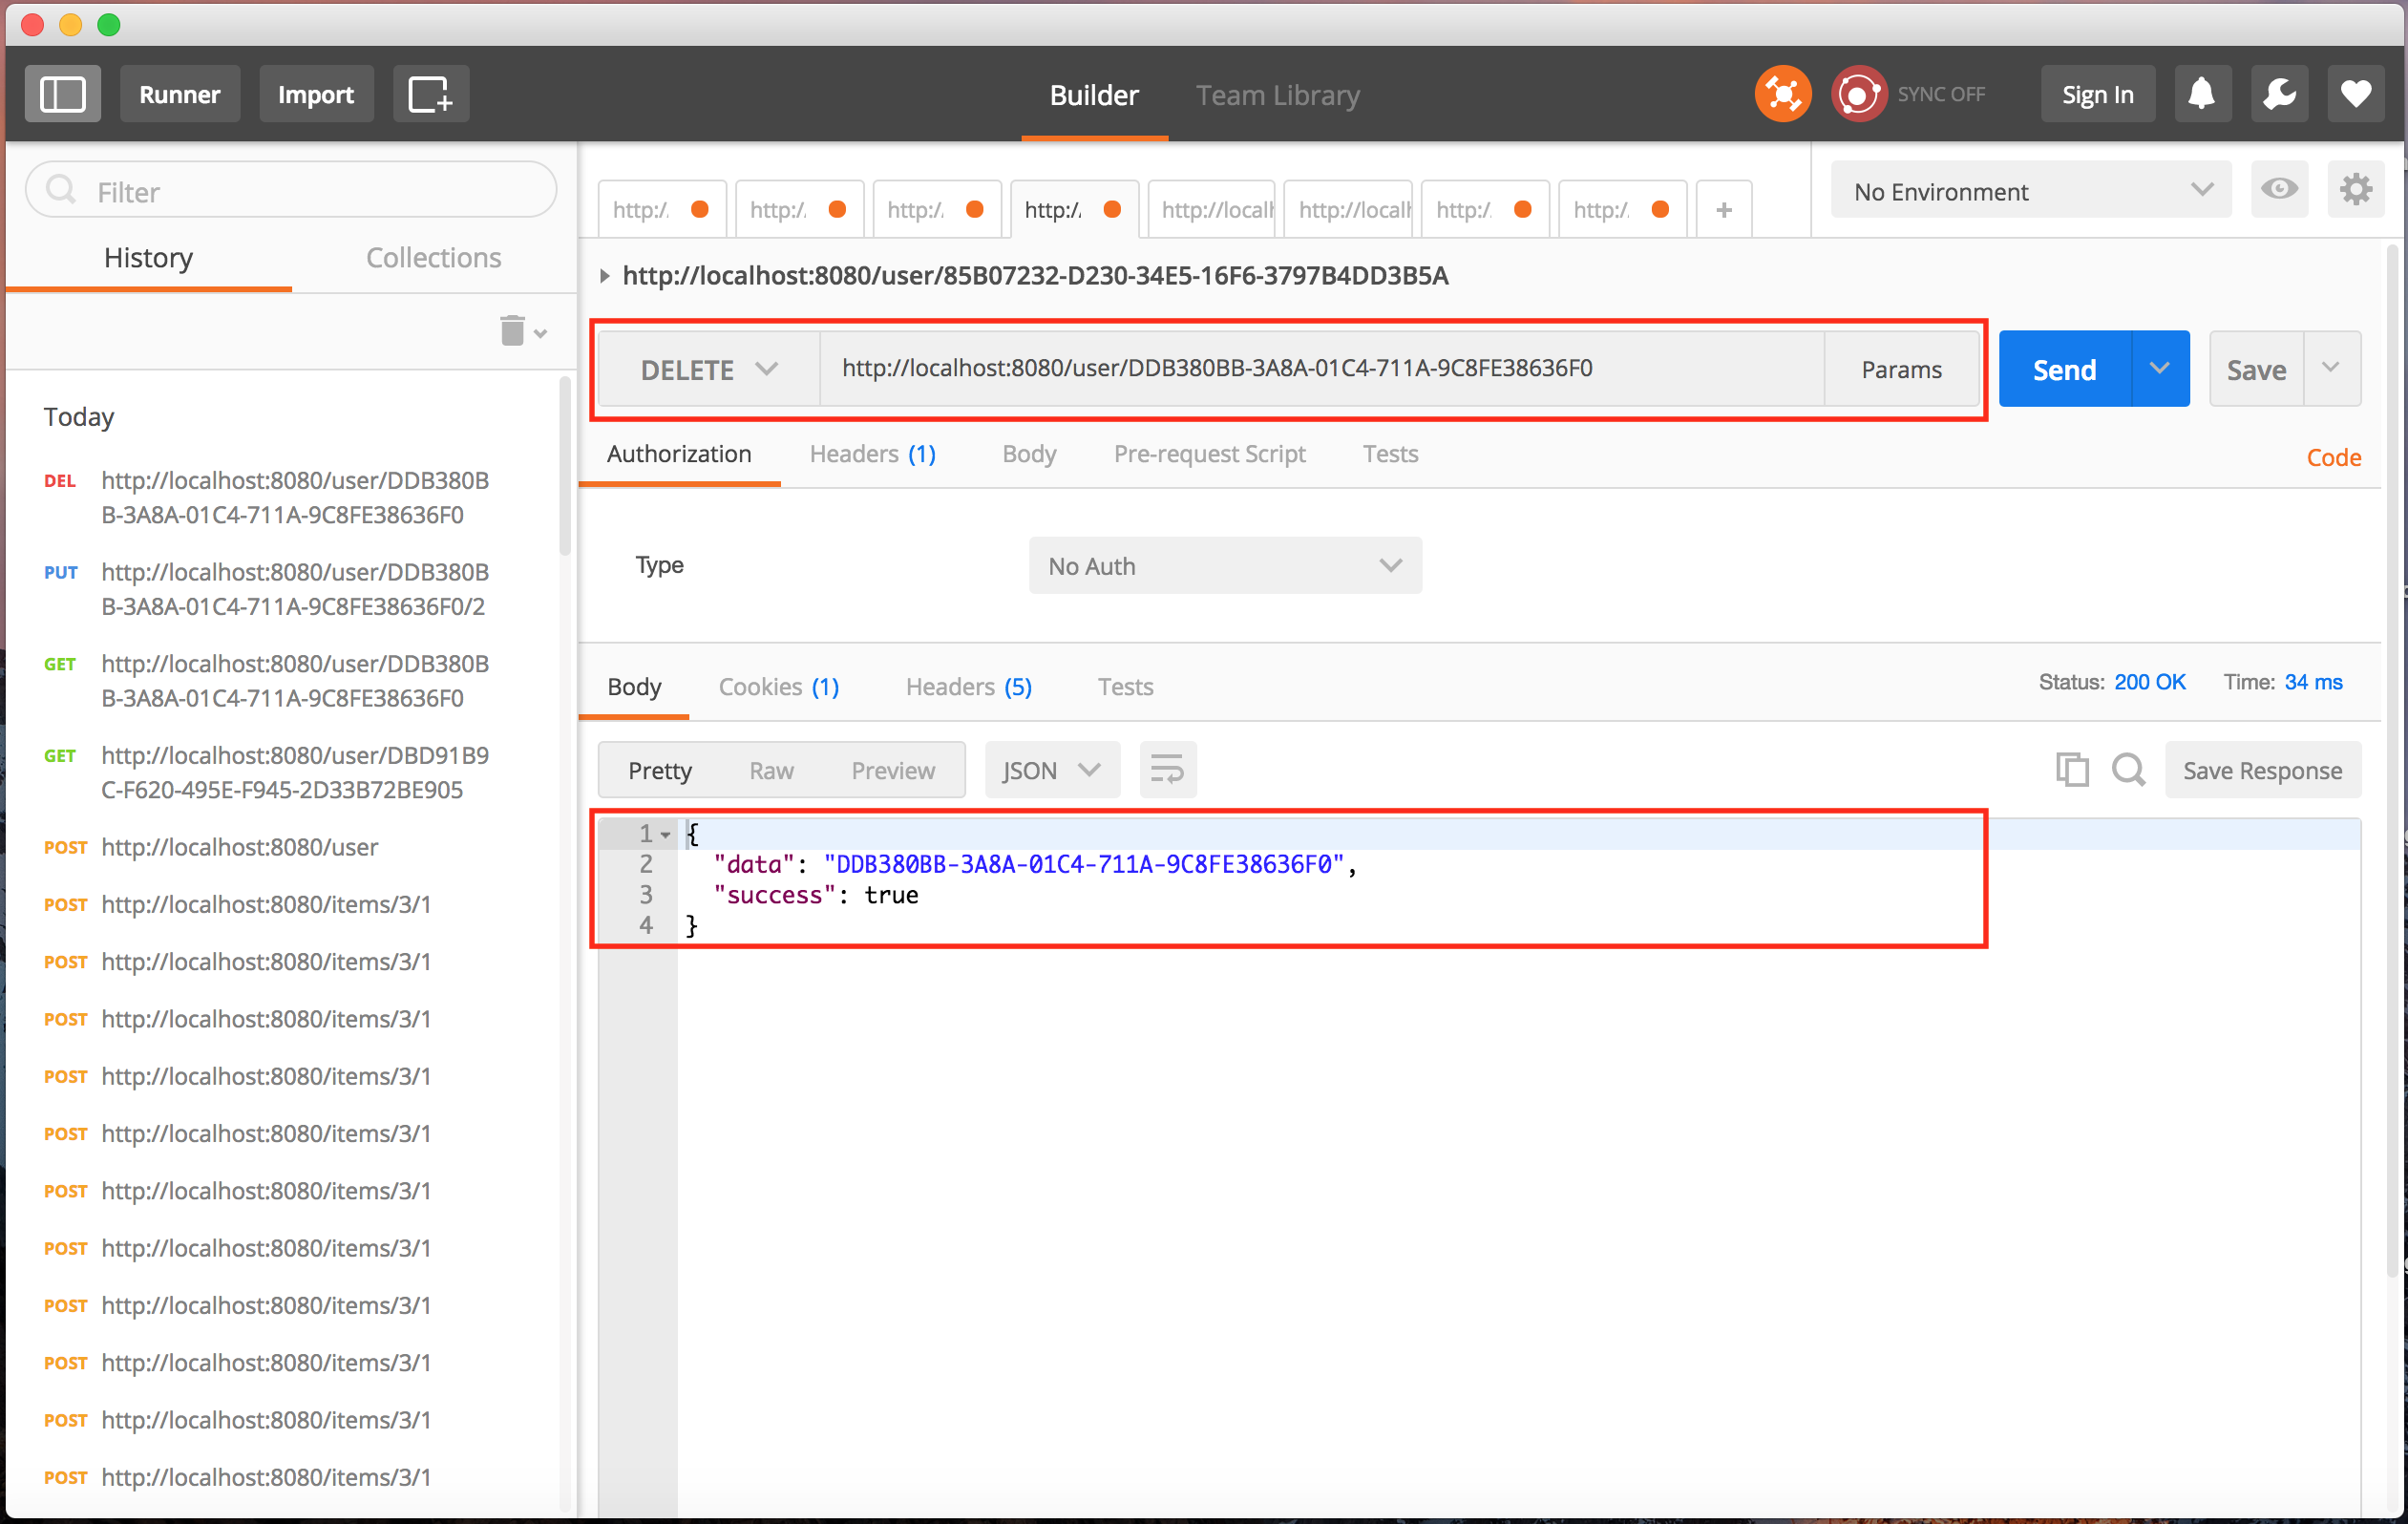 Runner
Import
Builder
Team Library
SYNC OFF
Sign In
Filter
History
Collections
Today
DEL http://localhost:8080/user/DDB380B
B-3A8A-01C4-711A-9C8FE38636F0
PUT http://localhost:8080/user/DDB380B
B-3A8A-01C4-711A-9C8FE38636F0/2
GET http://localhost:8080/user/DDB380B
B-3A8A-01C4-711A-9C8FE38636F0
GET http://localhost:8080/user/DBD91B9
C-F620-495E-F945-2D33B72BE905
POST http://localhost:8080/user
POST http://localhost:8080/items/3/1
POST http://localhost:8080/items/3/1
POST http://localhost:8080/items/3/1
POST http://localhost:8080/items/3/1
POST http://localhost:8080/items/3/1
POST http://localhost:8080/items/3/1
POST http://localhost:8080/items/3/1
POST http://localhost:8080/items/3/1
POST http://localhost:8080/items/3/1
POST http://localhost:8080/items/3/1
POST http://localhost:8080/items/3/1
http:/
http:/
http:/
http:/
http://local
http://local
http:/
http:/
+
No Environment
http://localhost:8080/user/85B07232-D230-34E5-16F6-3797B4DD3B5A
DELETE
http://localhost:8080/user/DDB380BB-3A8A-01C4-711A-9C8FE38636F0
Params
Send
Save
Authorization
Headers (1)
Body
Pre-request Script
Tests
Code
Type
No Auth
Body
Cookies (1)
Headers (5)
Tests
Status: 200 OK
Time: 34 ms
Pretty
Raw
Preview
JSON
Save Response
1 {
2 "data": "DDB380BB-3A8A-01C4-711A-9C8FE38636F0",
3 "success": true
4 }